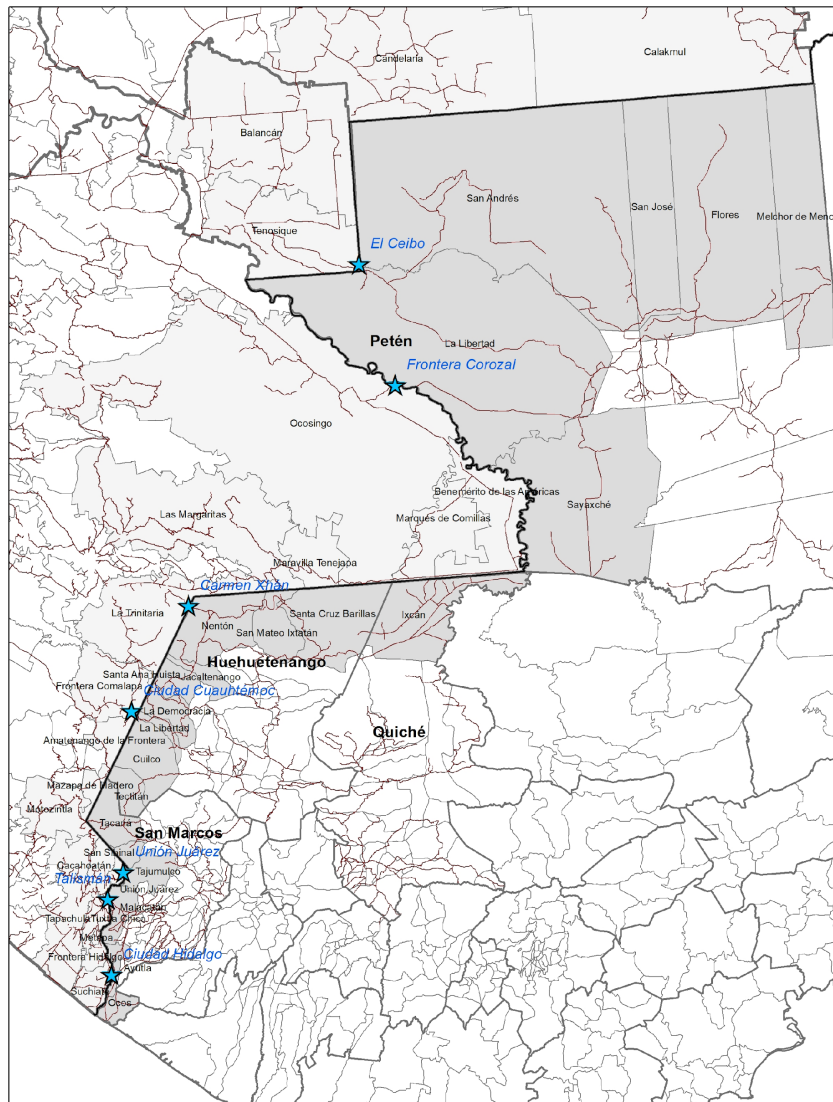 Candelaria
Calakmul
Balancán
San Andrés
San José
Flores
Melchor de Menc
Tenosique
El Ceibo
Petén
La Libertad
Frontera Corozal
Ocosingo
Benemérito de las Américas
Sayaxché
Las Margaritas
Marqués de Comillas
Maravilla Tenejapa
Carmen Xhán
La Trinitaria
Nentón
Santa Cruz Barillas
Ixcán
San Mateo Ixtatán
Huehuetenango
Santa Ana Huista
Jacaltenango
Frontera Comalapa
Ciudad Cuauhtémoc
La Democracia
La Libertad
Quiché
Amatenango de la Frontera
Cuilco
Mazapa de Madero
Tectitán
Motozintla
Tacaná
San Marcos
San Sibinal
Unión Juárez
Cacahoatán
Tajumulco
Talismán
Unión Juárez
Malacatán
Tapachula
Tuxtla Chico
Metapa
Frontera Hidalgo
Ciudad Hidalgo
Ayutla
Suchiate
Ocos